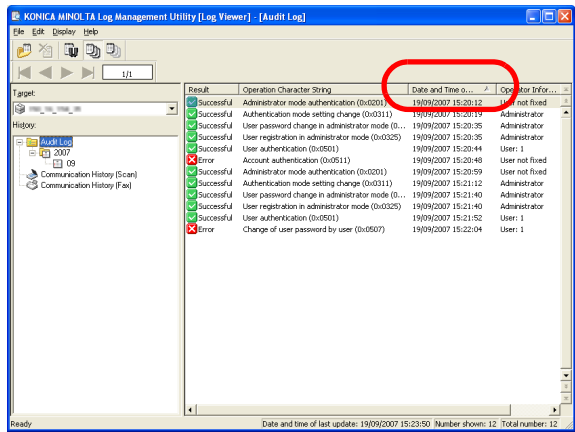 KONICA MINOLTA Log Management Utility [Log Viewer] - [Audit Log]
File Edit Display Help
1/1
Target:
History:
Audit Log
2007
09
Communication History (Scan)
Communication History (Fax)
Result Operation Character String Date and Time o... Operator Infor...
Successful Administrator mode authentication (0x0201) 19/09/2007 15:20:12 User not fixed
Successful Authentication mode setting change (0x0311) 19/09/2007 15:20:19 Administrator
Successful User password change in administrator mode (0... 19/09/2007 15:20:35 Administrator
Successful User registration in administrator mode (0x0325) 19/09/2007 15:20:35 Administrator
Successful User authentication (0x0501) 19/09/2007 15:20:44 User: 1
Error Account authentication (0x0511) 19/09/2007 15:20:48 User not fixed
Successful Administrator mode authentication (0x0201) 19/09/2007 15:20:59 User not fixed
Successful Authentication mode setting change (0x0311) 19/09/2007 15:21:12 Administrator
Successful User password change in administrator mode (0... 19/09/2007 15:21:40 Administrator
Successful User registration in administrator mode (0x0325) 19/09/2007 15:21:40 Administrator
Successful User authentication (0x0501) 19/09/2007 15:21:52 User: 1
Error Change of user password by user (0x0507) 19/09/2007 15:22:04 User: 1
Ready Date and time of last update: 19/09/2007 15:23:50 Number shown: 12 Total number: 12